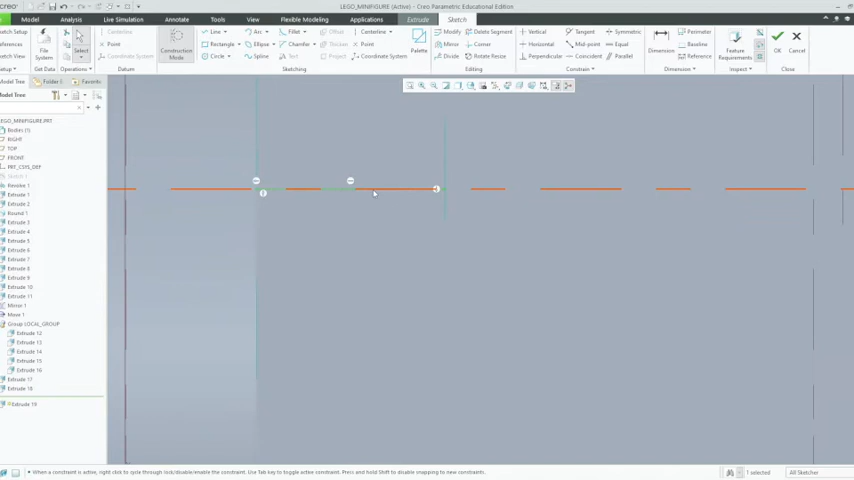 creo
LEGO_MINIFIGURE (Active) - Creo Parametric Educational Edition
Model Analysis Live Simulation Annotate Tools View Flexible Modeling Applications Extrude Sketch
Sketch Setup
References
Sketch View
Setup
File System
Get Data
Select
Operations
Centerline
Point
Coordinate System
Datum
Construction Mode
Line Arc Fillet Offset Centerline
Rectangle Ellipse Chamfer Thicken Point
Circle Spline Text Project Coordinate System
Palette
Sketching
Modify Delete Segment
Mirror Corner
Divide Rotate Resize
Editing
Vertical Tangent Symmetric
Horizontal Mid-point Equal
Perpendicular Coincident Parallel
Constrain
Dimension
Perimeter
Baseline
Reference
Dimension
Feature Requirements
Inspect
OK Cancel
Close
Model Tree Favorites
Model Tree
LEGO_MINIFIGURE.PRT
Bodies (1)
RIGHT
TOP
FRONT
PRT_CSYS_DEF
Sketch 1
Revolve 1
Extrude 1
Extrude 2
Round 1
Extrude 3
Extrude 4
Extrude 5
Extrude 6
Extrude 7
Extrude 8
Extrude 9
Extrude 10
Extrude 11
Mirror 1
Move 1
Group LOCAL_GROUP
Extrude 12
Extrude 13
Extrude 14
Extrude 15
Extrude 16
Extrude 17
Extrude 18
Extrude 19
When a constraint is active, right click to cycle through lock/disable/enable the constraint. Use Tab key to toggle active constraint. Press and hold Shift to disable snapping to new constraints.
1 selected
All Sketcher